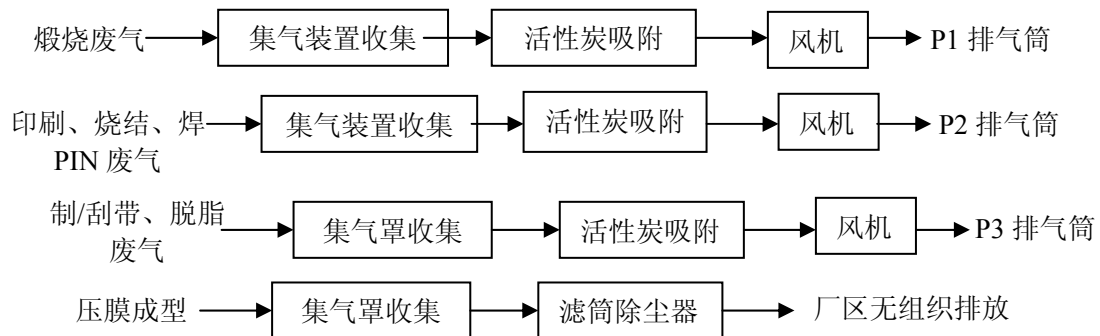 煅烧废气 集气装置收集 活性炭吸附 风机 P1 排气筒
印刷、烧结、焊 集气装置收集 活性炭吸附 风机 P2 排气筒
PIN 废气
制/刮带、脱脂 集气罩收集 活性炭吸附 风机 P3 排气筒
废气
压膜成型 集气罩收集 滤筒除尘器 厂区无组织排放